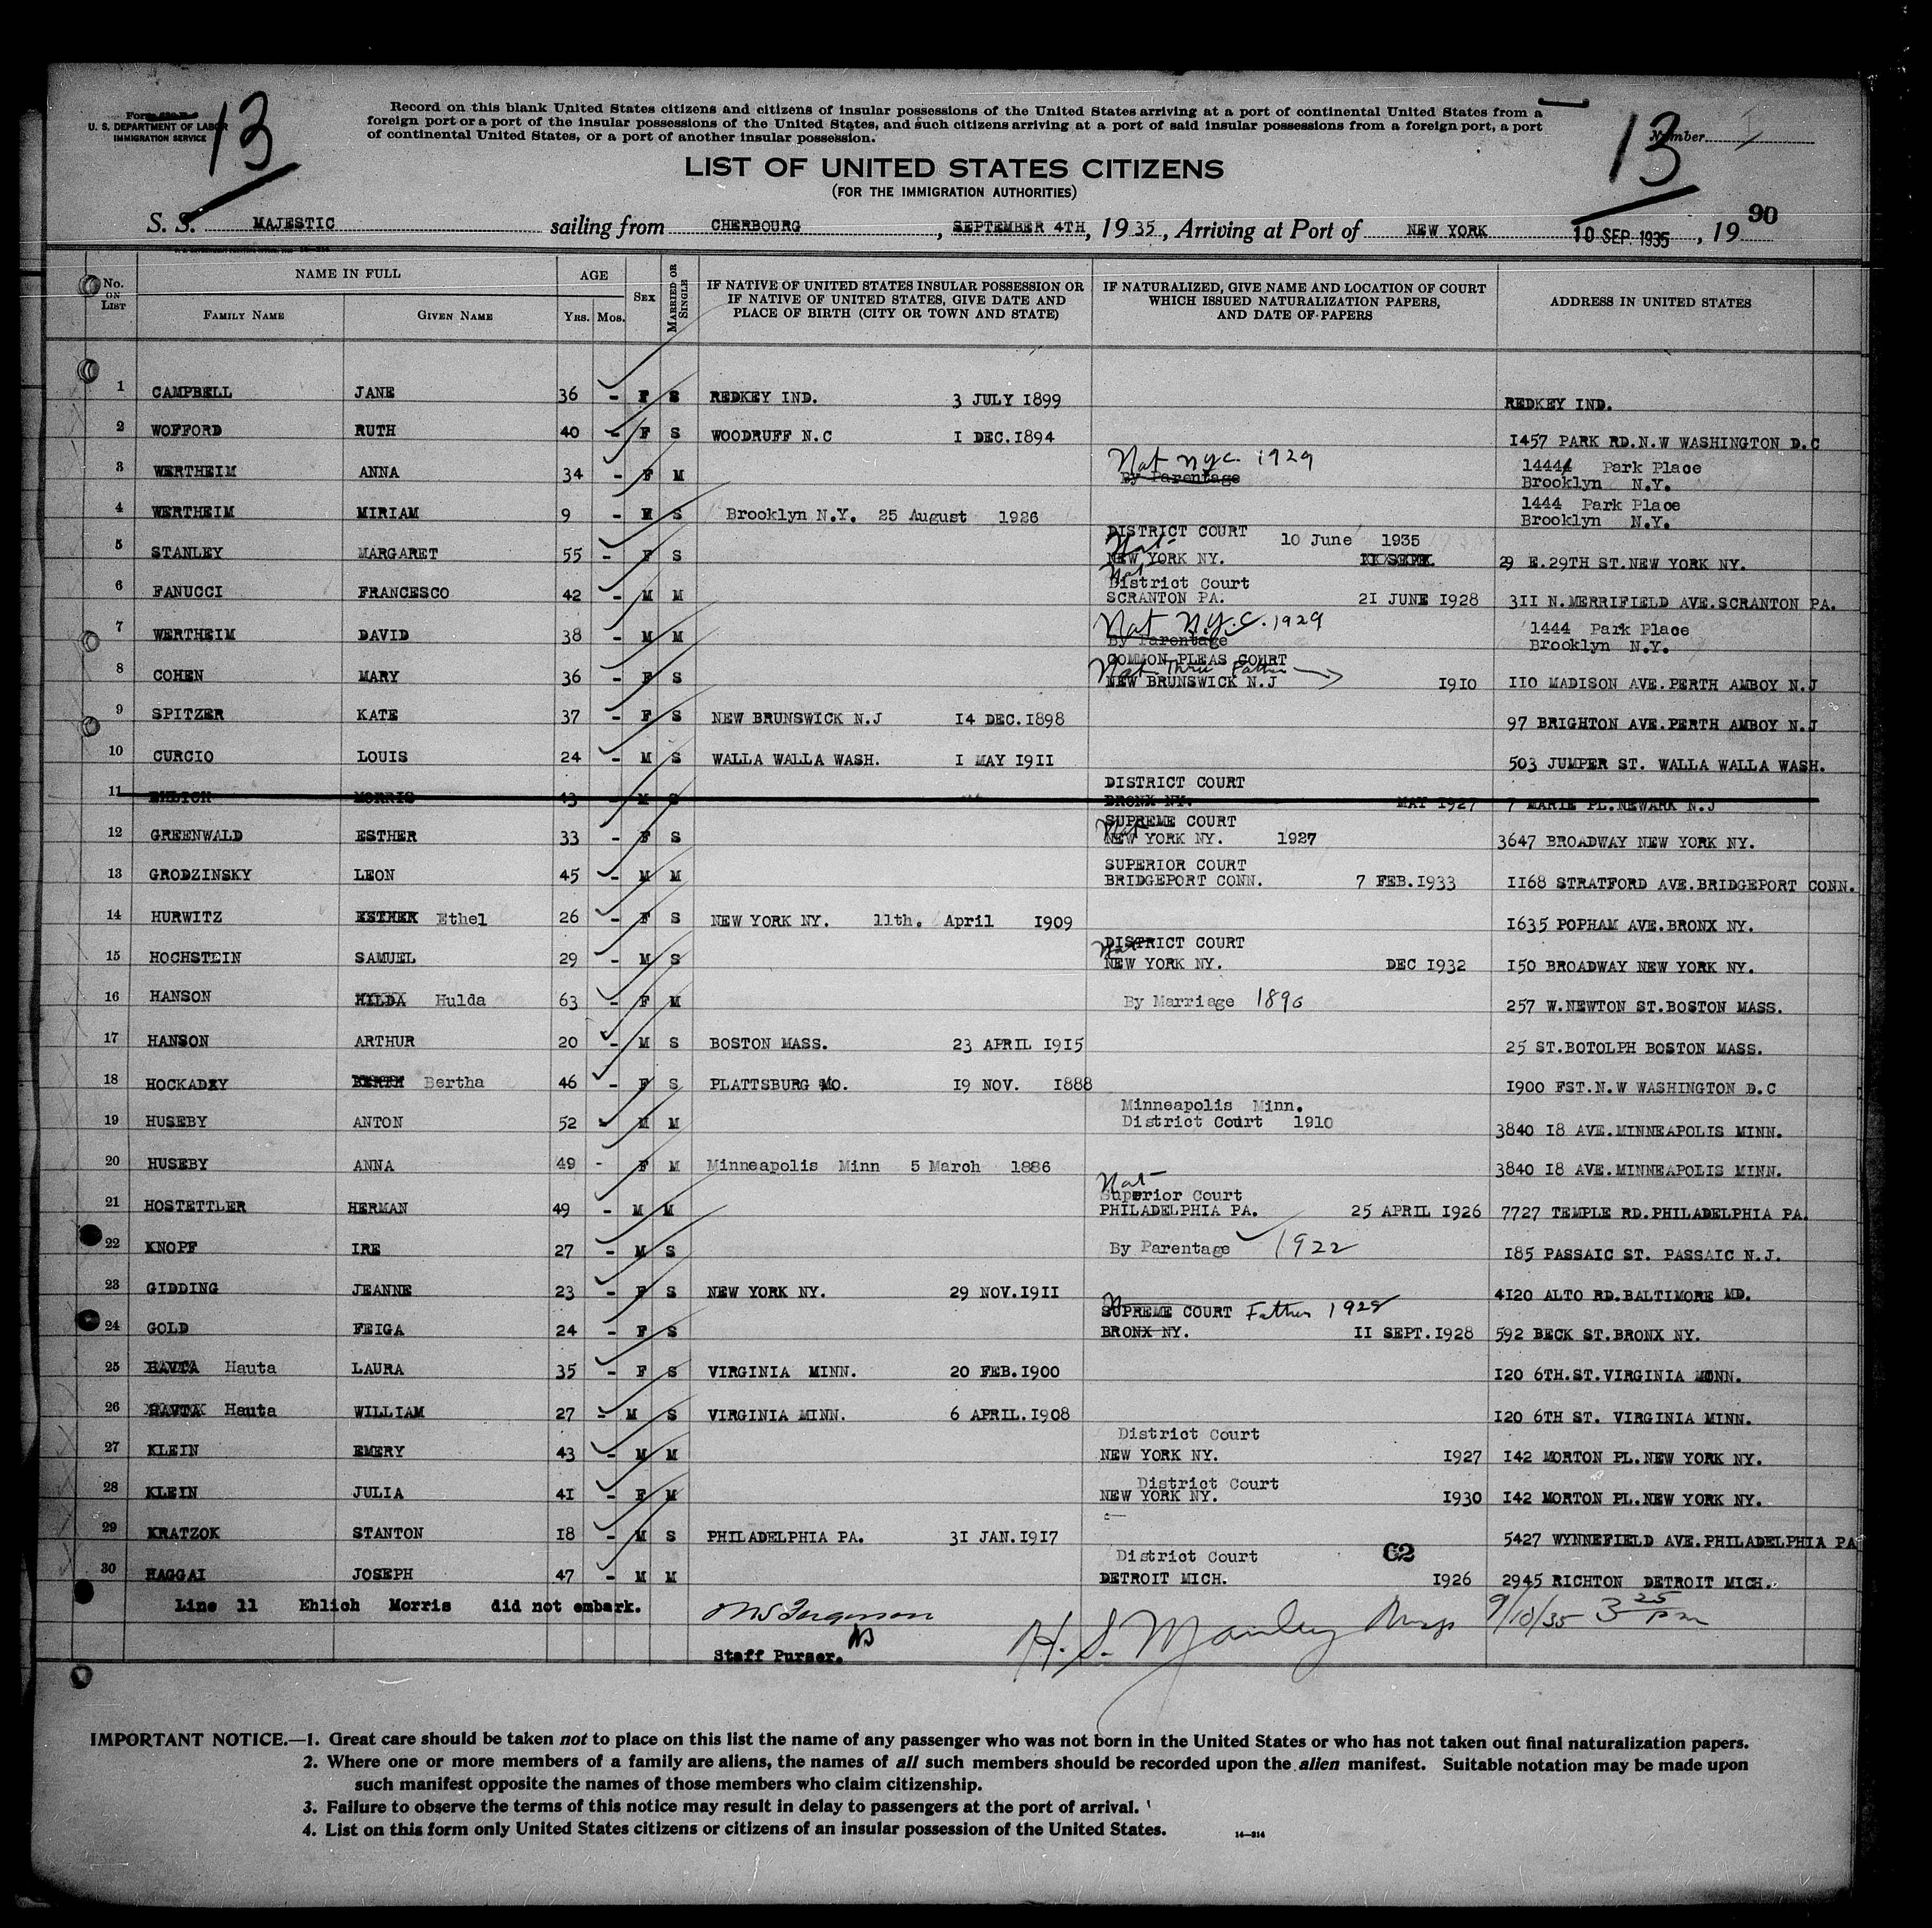 13
Form
U. S. DEPARTMENT OF LABOR
IMMIGRATION SERVICE
Record on this blank United States citizens and citizens of insular possessions of the United States arriving at a port of continental United States from a
foreign port or a port of the insular possessions of the United States, and such citizens arriving at a port of said insular possessions from a foreign port, a port
of continental United States, or a port of another insular possession.
13
Number
LIST OF UNITED STATES CITIZENS
(FOR THE IMMIGRATION AUTHORITIES)
S. S. MAJESTIC sailing from CHERBOURG, SEPTEMBER 4TH, 1935, Arriving at Port of NEW YORK 10 SEP. 1935, 19 90
No. ON LIST NAME IN FULL AGE SEX MARRIED OR SINGLE IF NATIVE OF UNITED STATES INSULAR POSSESSION OR IF NATIVE OF UNITED STATES, GIVE DATE AND PLACE OF BIRTH (CITY OR TOWN AND STATE) IF NATURALIZED, GIVE NAME AND LOCATION OF COURT WHICH ISSUED NATURALIZATION PAPERS, AND DATE OF PAPERS ADDRESS IN UNITED STATES
FAMILY NAME GIVEN NAME YRS. MOS.
1 CAMPBELL JANE 36 - F S REDKEY IND. 3 JULY 1899 REDKEY IND.
2 WOFFORD RUTH 40 - F S WOODRUFF N.C 1 DEC.1894 1457 PARK RD.N.W WASHINGTON D.C
3 WERTHEIM ANNA 34 - F M Nat N.Y.C. 1929 By Parentage 1444 Park Place Brooklyn N.Y.
4 WERTHEIM MIRIAM 9 - F S Brooklyn N.Y. 25 August 1926 1444 Park Place Brooklyn N.Y.
5 STANLEY MARGARET 55 - F S DISTRICT COURT 10 June 1935 Nat NEW YORK NY. 29 E.29TH ST.NEW YORK NY.
6 FANUCCI FRANCESCO 42 - M M Nat District Court SCRANTON PA. 21 JUNE 1928 311 N.MERRIFIELD AVE.SCRANTON PA.
7 WERTHEIM DAVID 38 - M M Nat N.Y.C. 1929 By Parentage 1444 Park Place Brooklyn N.Y.
8 COHEN MARY 36 - F S COMMON PLEAS COURT Nat Thru Father NEW BRUNSWICK N.J 1910 110 MADISON AVE.PERTH AMBOY N.J
9 SPITZER KATE 37 - F S NEW BRUNSWICK N.J 14 DEC.1898 97 BRIGHTON AVE.PERTH AMBOY N.J
10 CURCIO LOUIS 24 - M S WALLA WALLA WASH. 1 MAY 1911 503 JUMPER ST. WALLA WALLA WASH.
11 EHLICH MORRIS 43 - M S DISTRICT COURT BRONX NY. MAY 1927 7 MARIE PL.NEWARK N.J
12 GREENWALD ESTHER 33 - F S SUPREME COURT Nat NEW YORK NY. 1927 3647 BROADWAY NEW YORK NY.
13 GRODZINSKY LEON 45 - M M SUPERIOR COURT BRIDGEPORT CONN. 7 FEB.1933 1168 STRATFORD AVE.BRIDGEPORT CONN.
14 HURWITZ ESTHER Ethel 26 - F S NEW YORK NY. 11th. April 1909 1635 POPHAM AVE.BRONX NY.
15 HOCHSTEIN SAMUEL 29 - M S DISTRICT COURT Nat NEW YORK NY. DEC 1932 150 BROADWAY NEW YORK NY.
16 HANSON HILDA Hulda 63 - F M By Marriage 1890 257 W.NEWTON ST.BOSTON MASS.
17 HANSON ARTHUR 20 - M S BOSTON MASS. 23 APRIL 1915 25 ST.BOTOLPH BOSTON MASS.
18 HOCKADAY Bertha 46 - F S PLATTSBURG MO. 19 NOV. 1888 1900 FST.N.W WASHINGTON D.C
19 HUSEBY ANTON 52 M M Minneapolis Minn. District Court 1910 3840 18 AVE.MINNEAPOLIS MINN.
20 HUSEBY ANNA 49 - F M Minneapolis Minn 5 March 1886 3840 18 AVE.MINNEAPOLIS MINN.
21 HOSTETTLER HERMAN 49 - M M Nat Superior Court PHILADELPHIA PA. 25 APRIL 1926 7727 TEMPLE RD.PHILADELPHIA PA.
22 KNOPF IRE 27 - M S By Parentage 1922 185 PASSAIC ST. PASSAIC N.J.
23 GIDDING JEANNE 23 - F S NEW YORK NY. 29 NOV.1911 4120 ALTO RD.BALTIMORE MD.
24 GOLD FEIGA 24 - F S SUPREME COURT Father 1928 BRONX NY. 11 SEPT.1928 592 BECK ST.BRONX NY.
25 HAVTA Hauta LAURA 35 - F S VIRGINIA MINN. 20 FEB.1900 120 6TH.ST.VIRGINIA MINN.
26 HAVTA Hauta WILLIAM 27 - M S VIRGINIA MINN. 6 APRIL.1908 120 6TH ST. VIRGINIA MINN.
27 KLEIN EMERY 43 - M M District Court NEW YORK NY. 1927 142 MORTON PL.NEW YORK NY.
28 KLEIN JULIA 41 - F M District Court NEW YORK NY. 1930 142 MORTON PL.NEW YORK NY.
29 KRATZOK STANTON 18 - M S PHILADELPHIA PA. 31 JAN.1917 5427 WYNNEFIELD AVE.PHILADELPHIA PA
30 HAGGAI JOSEPH 47 - M M District Court 62 DETROIT MICH. 1926 2945 RICHTON DETROIT MICH.
Line 11 Ehlich Morris did not embark.
Staff Purser.
H. S. Manley 9/10/35 3 25 pm
IMPORTANT NOTICE.—1. Great care should be taken not to place on this list the name of any passenger who was not born in the United States or who has not taken out final naturalization papers.
2. Where one or more members of a family are aliens, the names of all such members should be recorded upon the alien manifest. Suitable notation may be made upon
such manifest opposite the names of those members who claim citizenship.
3. Failure to observe the terms of this notice may result in delay to passengers at the port of arrival.
4. List on this form only United States citizens or citizens of an insular possession of the United States.
14—214